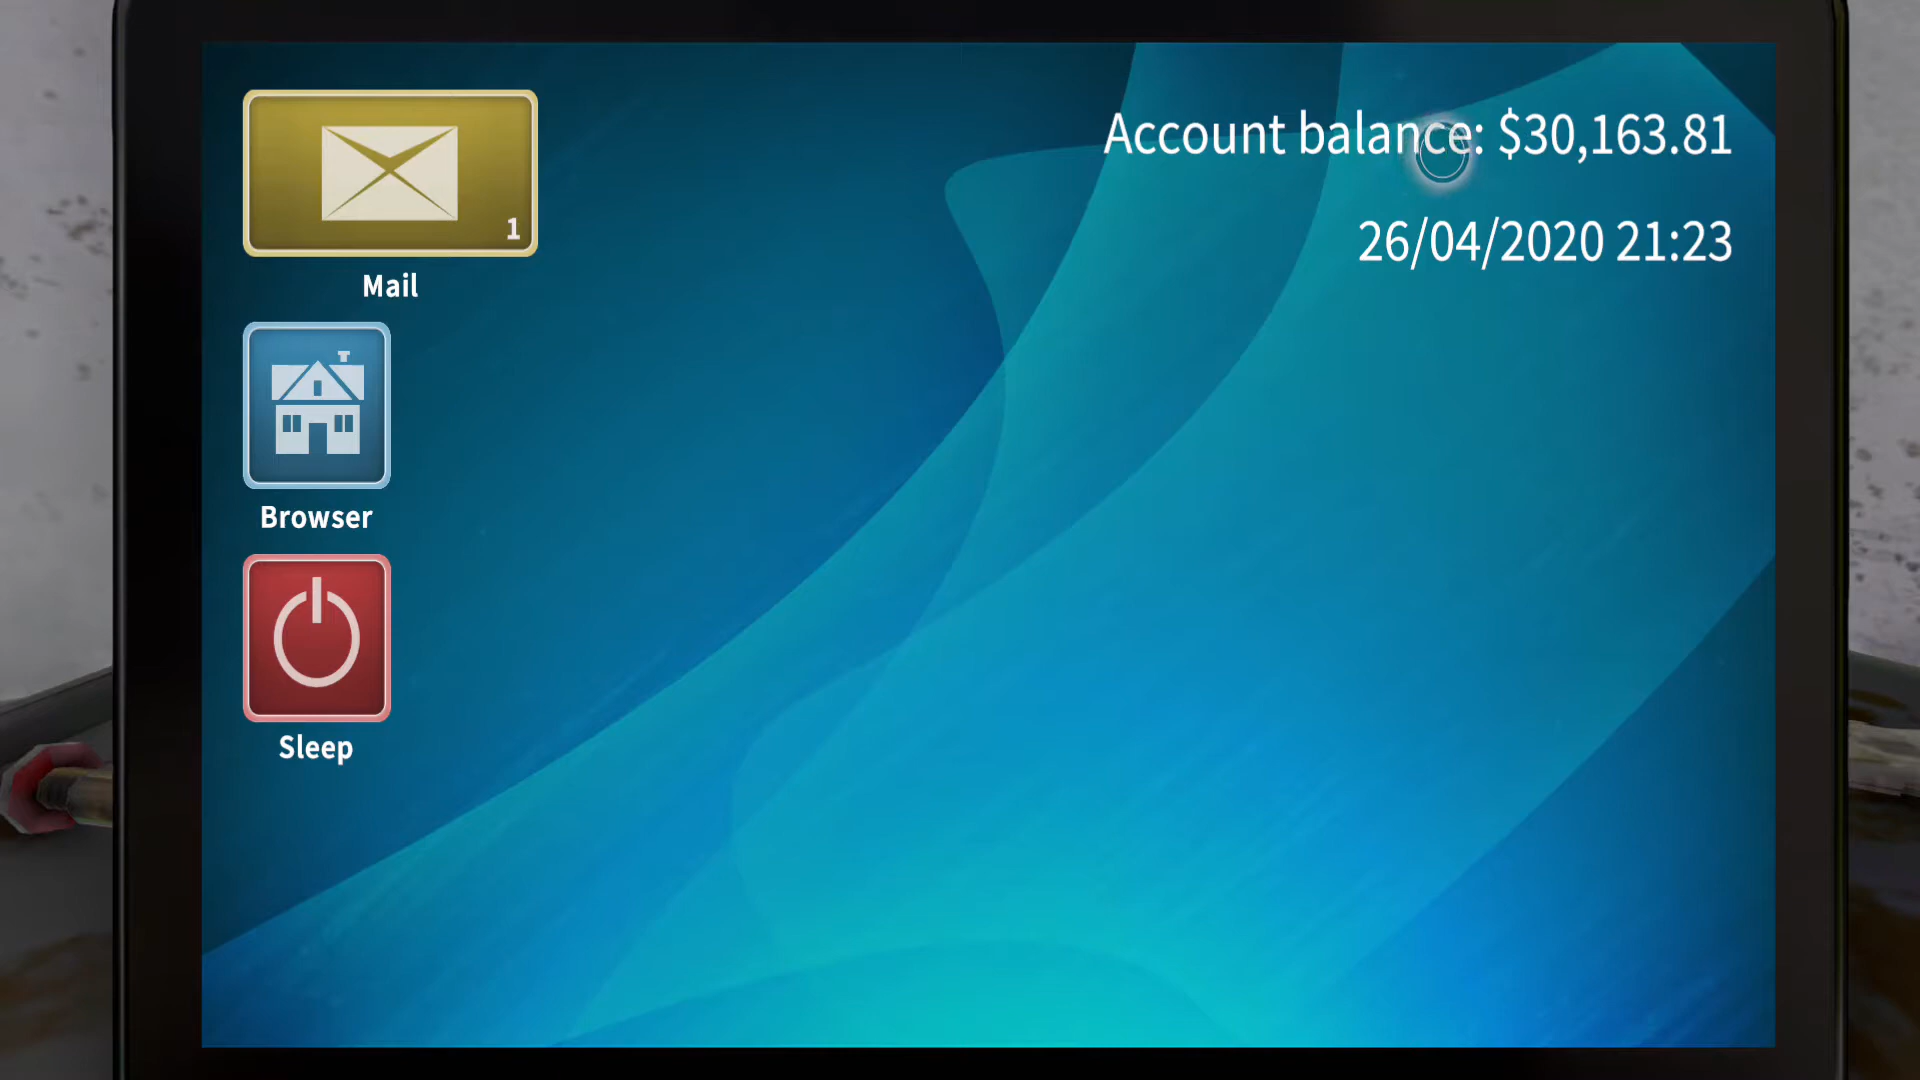 Account balance: $30,163.81
26/04/2020 21:23
1
Mail
Browser
Sleep